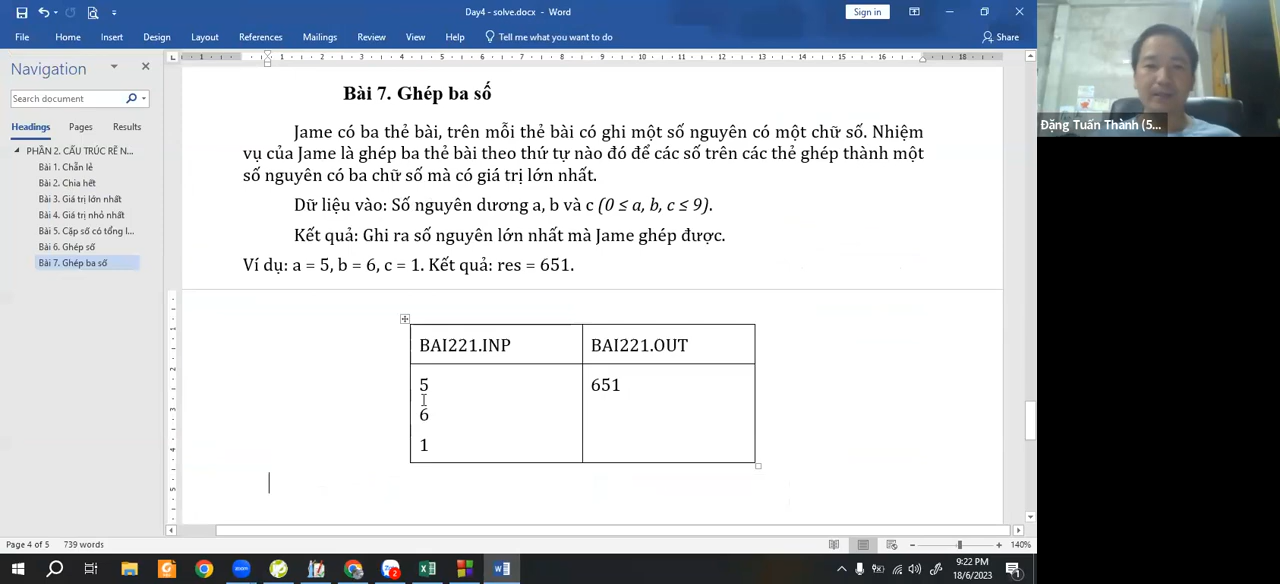 Day4 - solve.docx - Word
Sign in
File Home Insert Design Layout References Mailings Review View Help Tell me what you want to do
Share
Navigation
Search document
Headings Pages Results
PHẦN 2. CẤU TRÚC RẼ N...
Bài 1. Chẵn lẻ
Bài 2. Chia hết
Bài 3. Giá trị lớn nhất
Bài 4. Giá trị nhỏ nhất
Bài 5. Cặp số có tổng l...
Bài 6. Ghép số
Bài 7. Ghép ba số
Bài 7. Ghép ba số
Jame có ba thẻ bài, trên mỗi thẻ bài có ghi một số nguyên có một chữ số. Nhiệm
vụ của Jame là ghép ba thẻ bài theo thứ tự nào đó để các số trên các thẻ ghép thành một
số nguyên có ba chữ số mà có giá trị lớn nhất.
Dữ liệu vào: Số nguyên dương a, b và c (0 ≤ a, b, c ≤ 9).
Kết quả: Ghi ra số nguyên lớn nhất mà Jame ghép được.
Ví dụ: a = 5, b = 6, c = 1. Kết quả: res = 651.
BAI221.INP BAI221.OUT
5 651
6
1
Đặng Tuấn Thành (5...
Page 4 of 5 739 words
140%
9:22 PM
18/6/2023